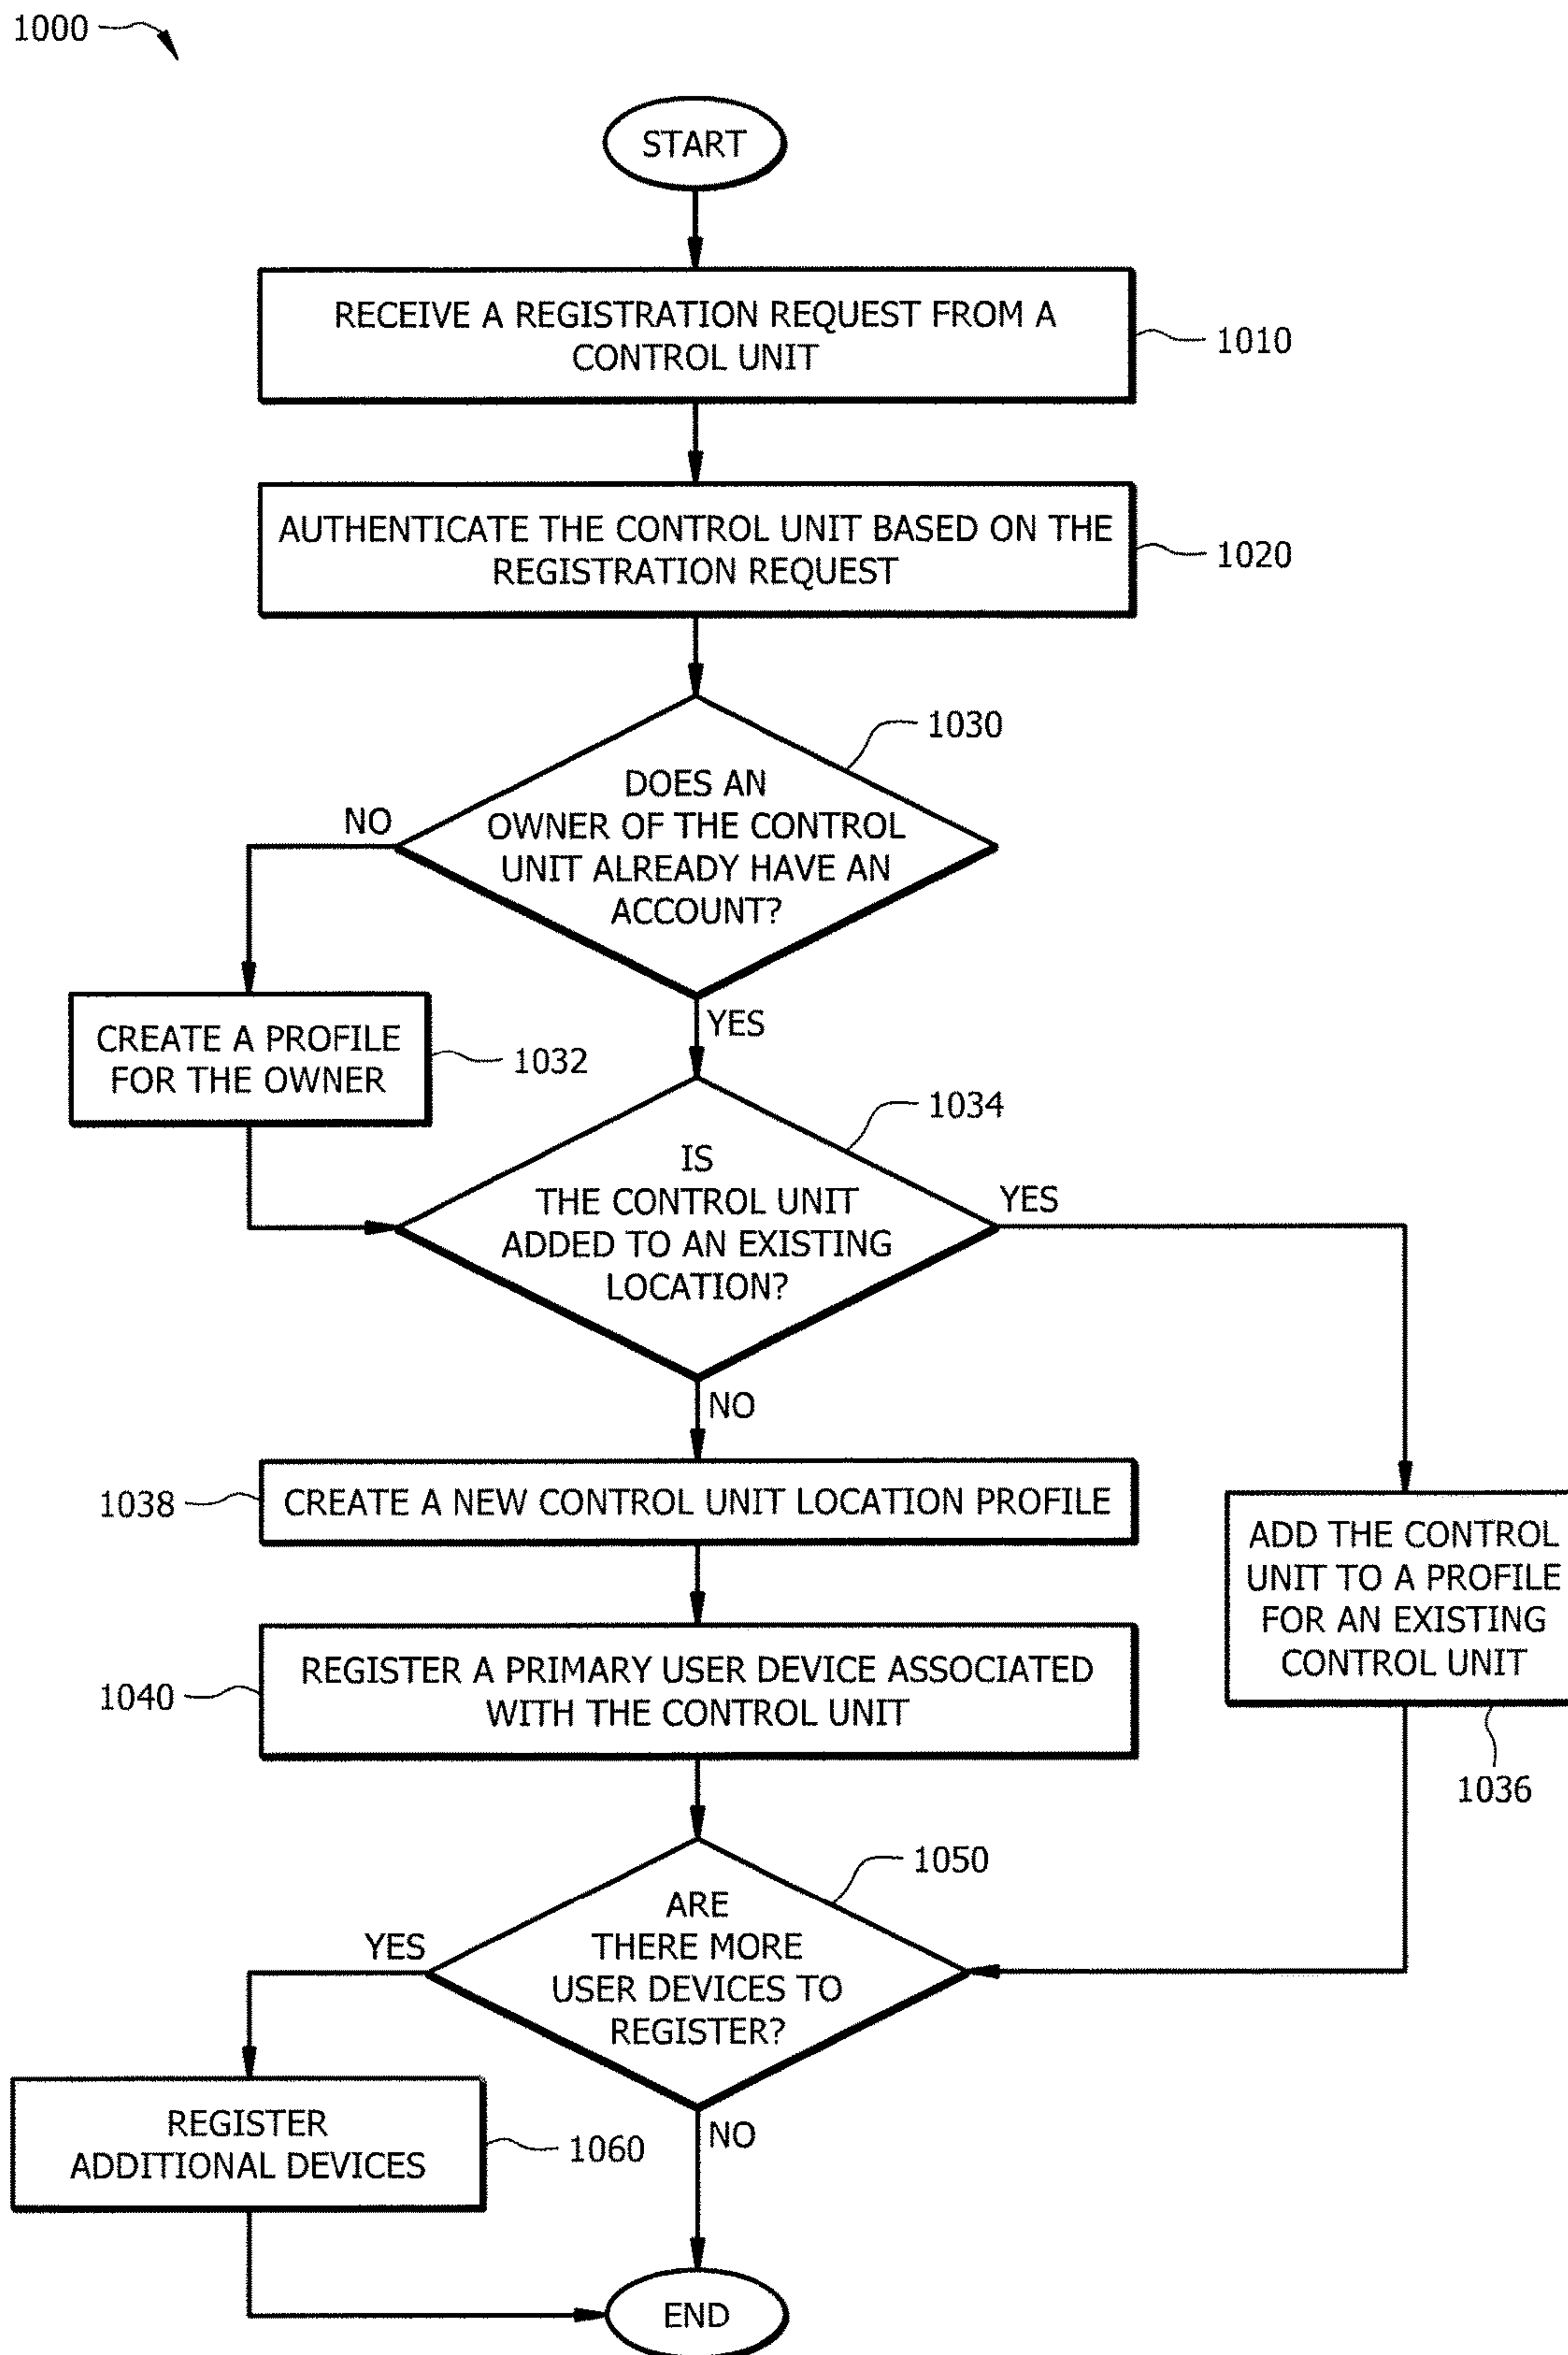 1000
START
RECEIVE A REGISTRATION REQUEST FROM A
CONTROL UNIT
1010
AUTHENTICATE THE CONTROL UNIT BASED ON THE
REGISTRATION REQUEST
1020
1030
DOES AN
OWNER OF THE CONTROL
UNIT ALREADY HAVE AN
ACCOUNT?
NO
YES
CREATE A PROFILE
FOR THE OWNER
1032
1034
IS
THE CONTROL UNIT
ADDED TO AN EXISTING
LOCATION?
YES
NO
1038
CREATE A NEW CONTROL UNIT LOCATION PROFILE
ADD THE CONTROL
UNIT TO A PROFILE
FOR AN EXISTING
CONTROL UNIT
1036
1040
REGISTER A PRIMARY USER DEVICE ASSOCIATED
WITH THE CONTROL UNIT
1050
ARE
THERE MORE
USER DEVICES TO
REGISTER?
YES
NO
REGISTER
ADDITIONAL DEVICES
1060
END